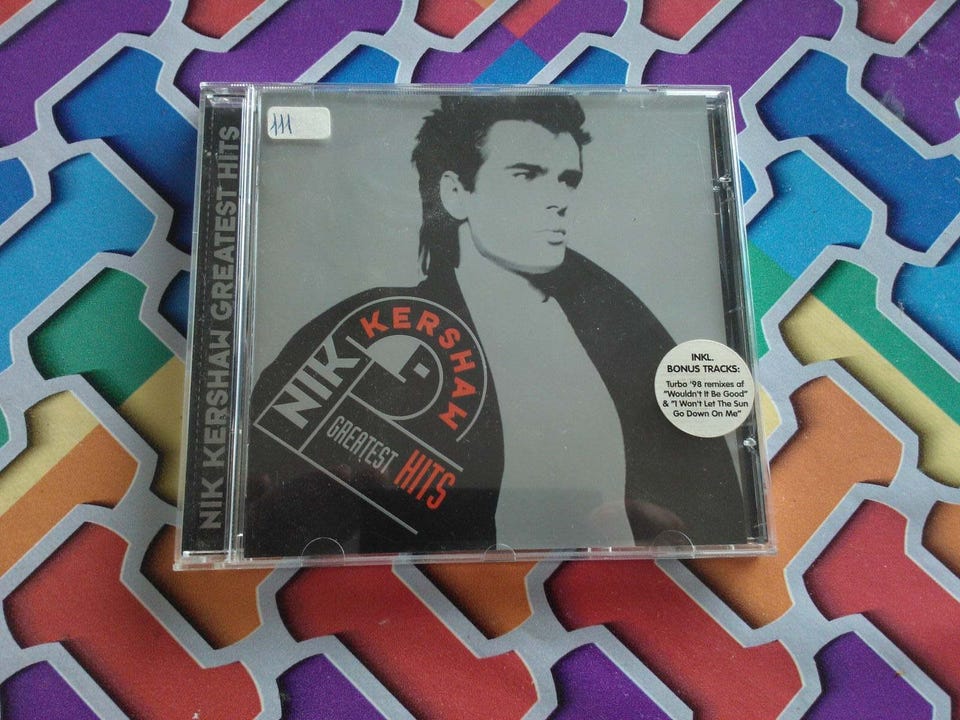 NIK KERSHAW GREATEST HITS
111
NIK
KERSHAW
GREATEST HITS
INKL.
BONUS TRACKS:
Turbo '98 remixes of
"Wouldn't It Be Good"
& "I Won't Let The Sun
Go Down On Me"